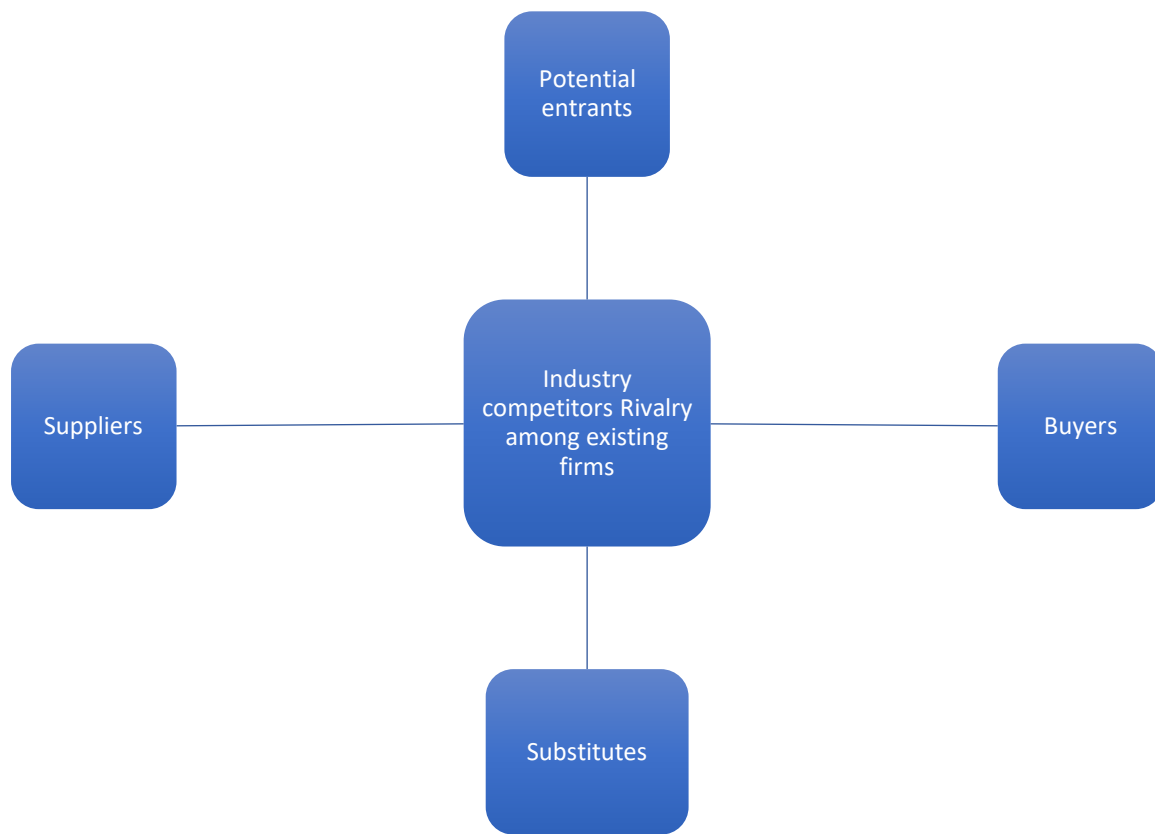 Potential
entrants
Suppliers
Industry
competitors Rivalry
among existing
firms
Buyers
Substitutes